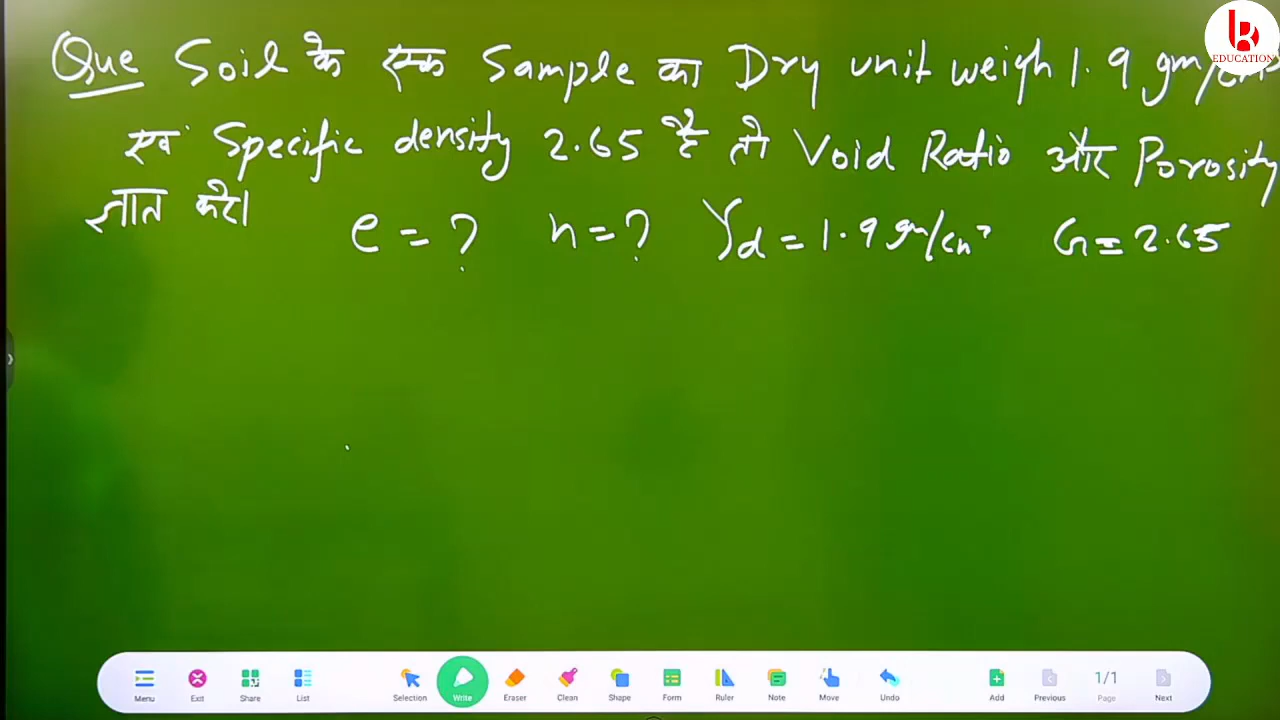 K
EDUCATION
Que Soil के एक Sample का Dry unit weigh 1.9 gm/cm³
एवं Specific density 2.65 है तो Void Ratio और Porosity
ज्ञात करो।
e = ? n = ? γd = 1.9 gm/cm³ G = 2.65
Menu Exit Share List Selection Write Eraser Clean Shape Form Ruler Note Move Undo Add Previous 1/1 Page Next